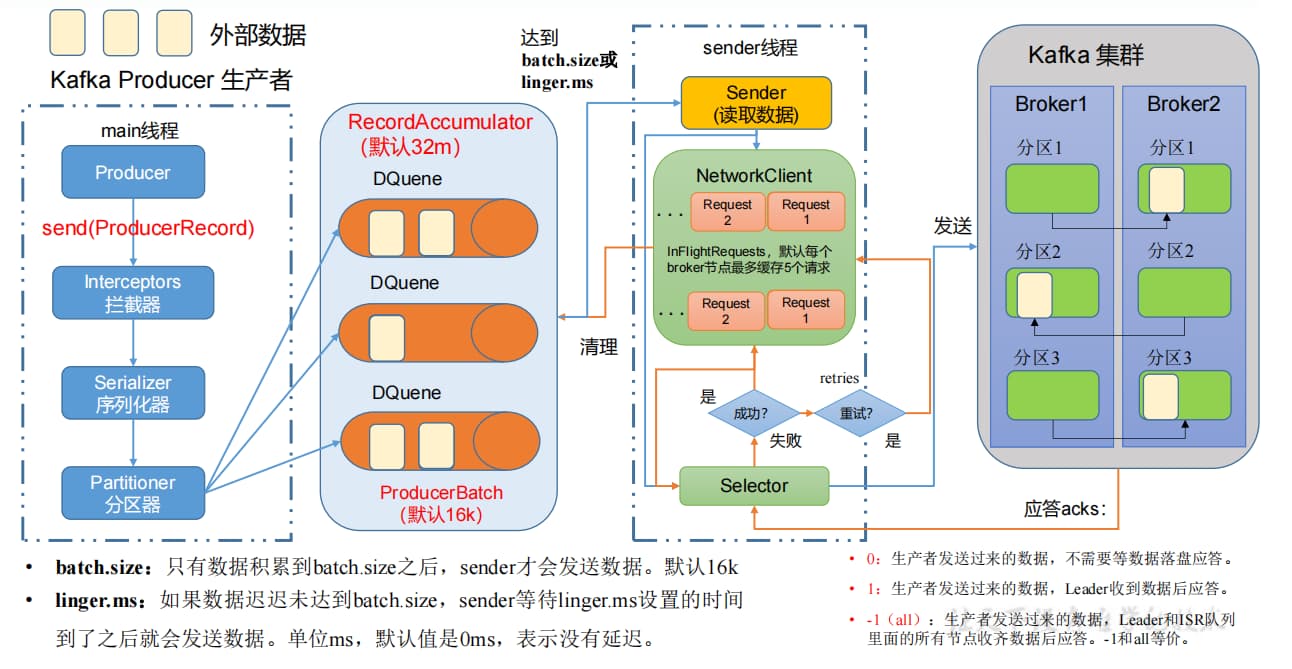 外部数据
Kafka Producer 生产者
main线程
Producer
send(ProducerRecord)
Interceptors
拦截器
Serializer
序列化器
Partitioner
分区器
RecordAccumulator
(默认32m)
DQuene
DQuene
DQuene
ProducerBatch
(默认16k)
达到
batch.size或
linger.ms
清理
sender线程
Sender
(读取数据)
NetworkClient
. . .
Request
2
Request
1
InFlightRequests，默认每个
broker节点最多缓存5个请求
. . .
Request
2
Request
1
是
成功?
失败
retries
重试?
是
Selector
发送
Kafka 集群
Broker1
Broker2
分区1
分区1
分区2
分区2
分区3
分区3
应答acks：
• batch.size：只有数据积累到batch.size之后，sender才会发送数据。默认16k
• linger.ms：如果数据迟迟未达到batch.size，sender等待linger.ms设置的时间
到了之后就会发送数据。单位ms，默认值是0ms，表示没有延迟。
• 0：生产者发送过来的数据，不需要等数据落盘应答。
• 1：生产者发送过来的数据，Leader收到数据后应答。
• -1（all）：生产者发送过来的数据，Leader和ISR队列
里面的所有节点收齐数据后应答。-1和all等价。